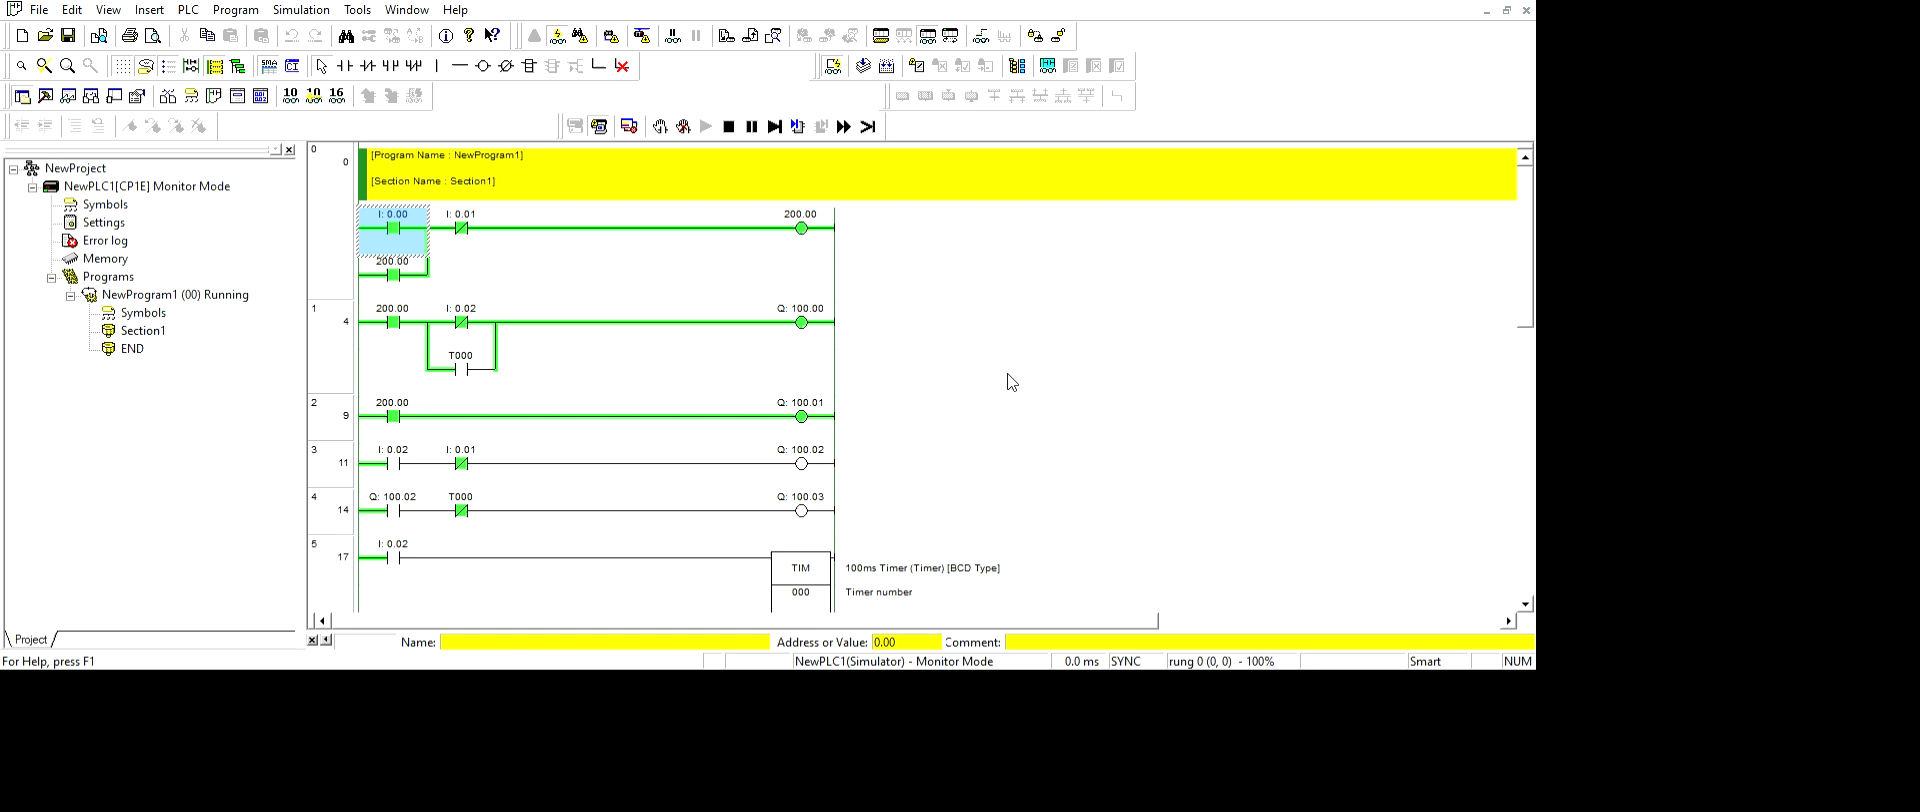 File Edit View Insert PLC Program Simulation Tools Window Help
SMA CI
10 10 16
NewProject
NewPLC1[CP1E] Monitor Mode
Symbols
Settings
Error log
Memory
Programs
NewProgram1 (00) Running
Symbols
Section1
END
Project
0
0
[Program Name : NewProgram1]
[Section Name : Section1]
I: 0.00 I: 0.01 200.00
200.00
1 200.00 I: 0.02 Q: 100.00
4
T000
2 200.00 Q: 100.01
9
3 I: 0.02 I: 0.01 Q: 100.02
11
4 Q: 100.02 T000 Q: 100.03
14
5 I: 0.02
17
TIM 100ms Timer (Timer) [BCD Type]
000 Timer number
Name: Address or Value: 0.00 Comment:
For Help, press F1 NewPLC1(Simulator) - Monitor Mode 0.0 ms SYNC rung 0 (0, 0) - 100% Smart NUM